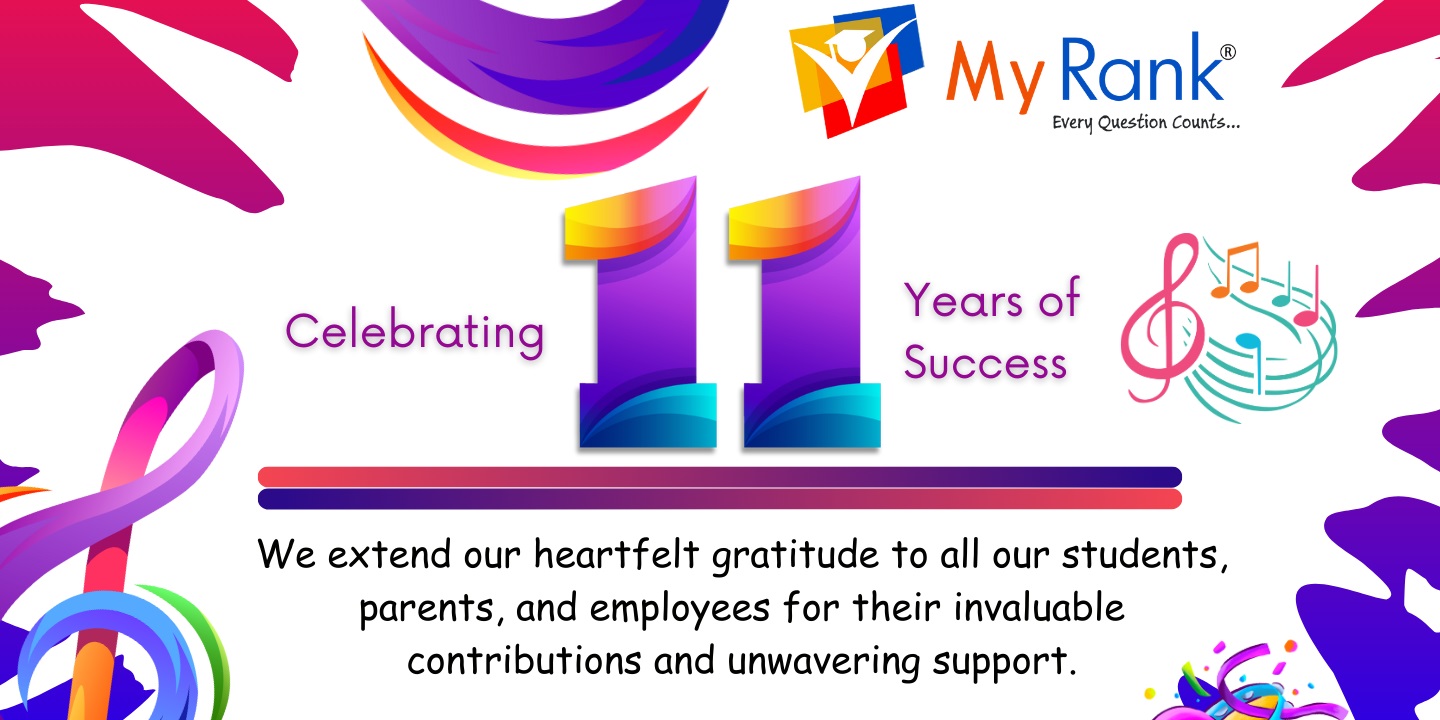 My Rank®
Every Question Counts...
Celebrating
11
Years of
Success
We extend our heartfelt gratitude to all our students,
parents, and employees for their invaluable
contributions and unwavering support.